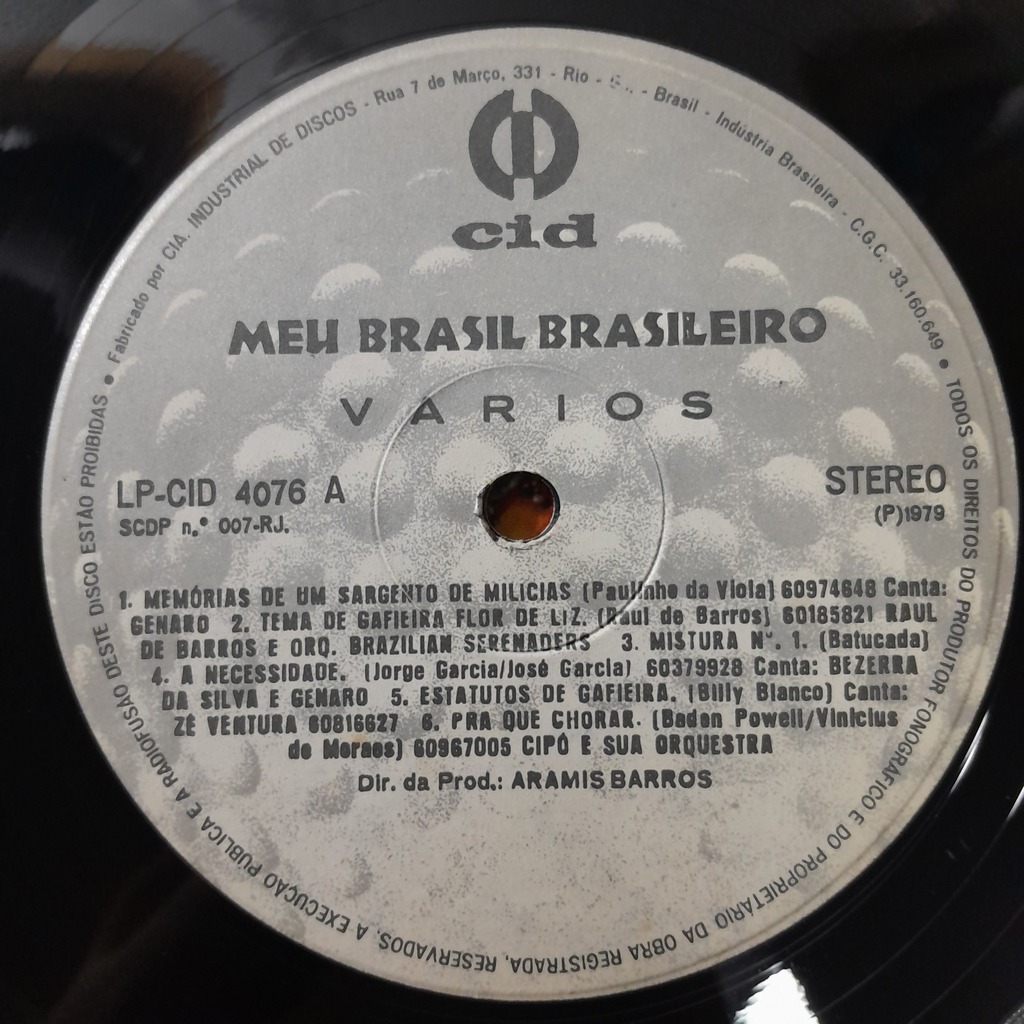 Fabricado por CIA. INDUSTRIAL DE DISCOS - Rua 7 de Março, 331 - Rio - - Brasil - Indústria Brasileira - C.G.C. 33.160.649
cid
MEU BRASIL BRASILEIRO
VARIOS
LP-CID 4076 A
STEREO
SCDP n.º 007-RJ.
(P)1979
1. MEMÓRIAS DE UM SARGENTO DE MILICIAS (Paulinho da Viola) 60974648 Canta:
GENARO 2. TEMA DE GAFIEIRA FLOR DE LIZ. (Raul de Barros) 60185821 RAUL
DE BARROS E ORQ. BRAZILIAN SERENADERS 3. MISTURA Nº. 1. (Batucada)
4. A NECESSIDADE. (Jorge Garcia/José Garcia) 60379928 Canta: BEZERRA
DA SILVA E GENARO 5. ESTATUTOS DE GAFIEIRA. (Billy Blanco) Canta:
ZÉ VENTURA 60816627 6. PRA QUE CHORAR. (Baden Powell/Vinicius
de Moraes) 60967005 CIPÓ E SUA ORQUESTRA
Dir. da Prod.: ARAMIS BARROS
• TODOS OS DIREITOS DO PRODUTOR FONOGRÁFICO E DO PROPRIETÁRIO DA OBRA REGISTRADA, RESERVADOS. A EXECUÇÃO PÚBLICA E A RADIOFUSÃO DESTE DISCO ESTÃO PROIBIDAS •